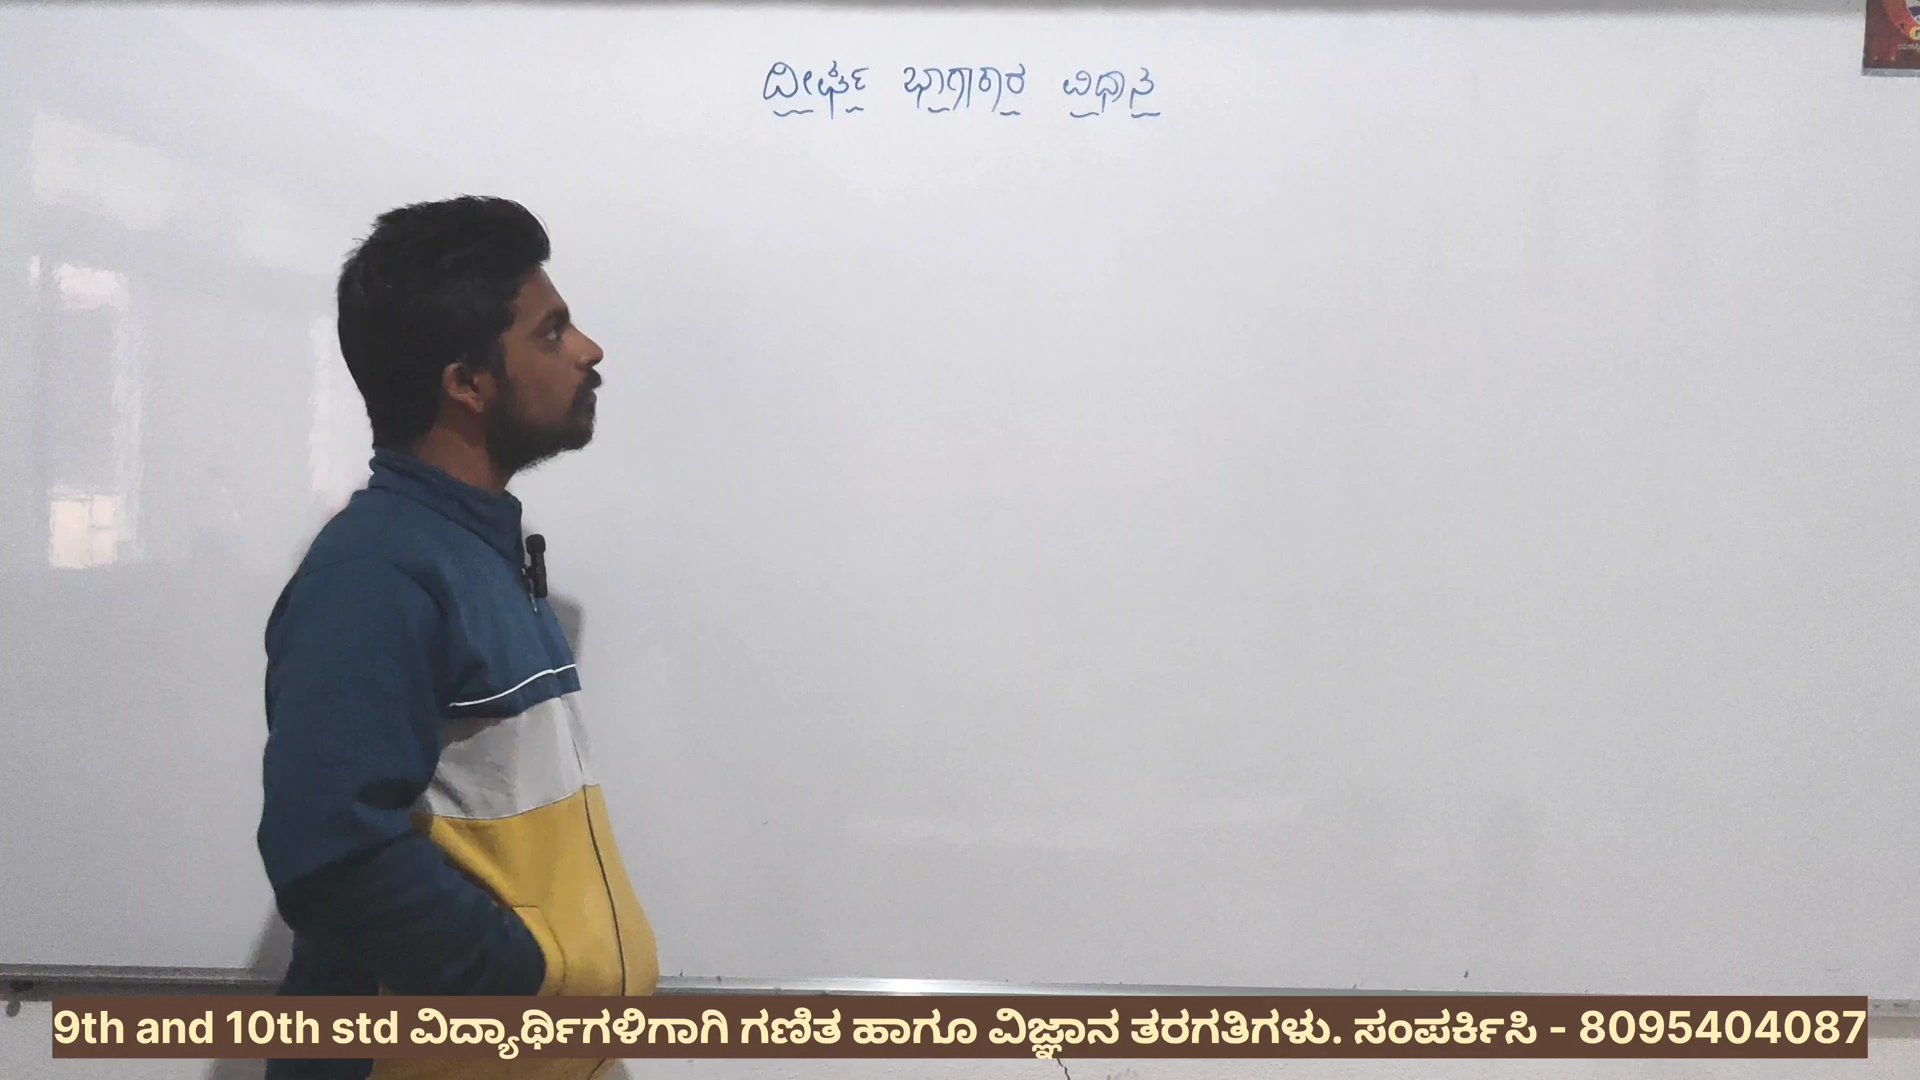 ದೀರ್ಘ ಭಾಗಾಕಾರ ವಿಧಾನ
9th and 10th std ವಿದ್ಯಾರ್ಥಿಗಳಿಗಾಗಿ ಗಣಿತ ಹಾಗೂ ವಿಜ್ಞಾನ ತರಗತಿಗಳು. ಸಂಪರ್ಕಿಸಿ - 8095404087